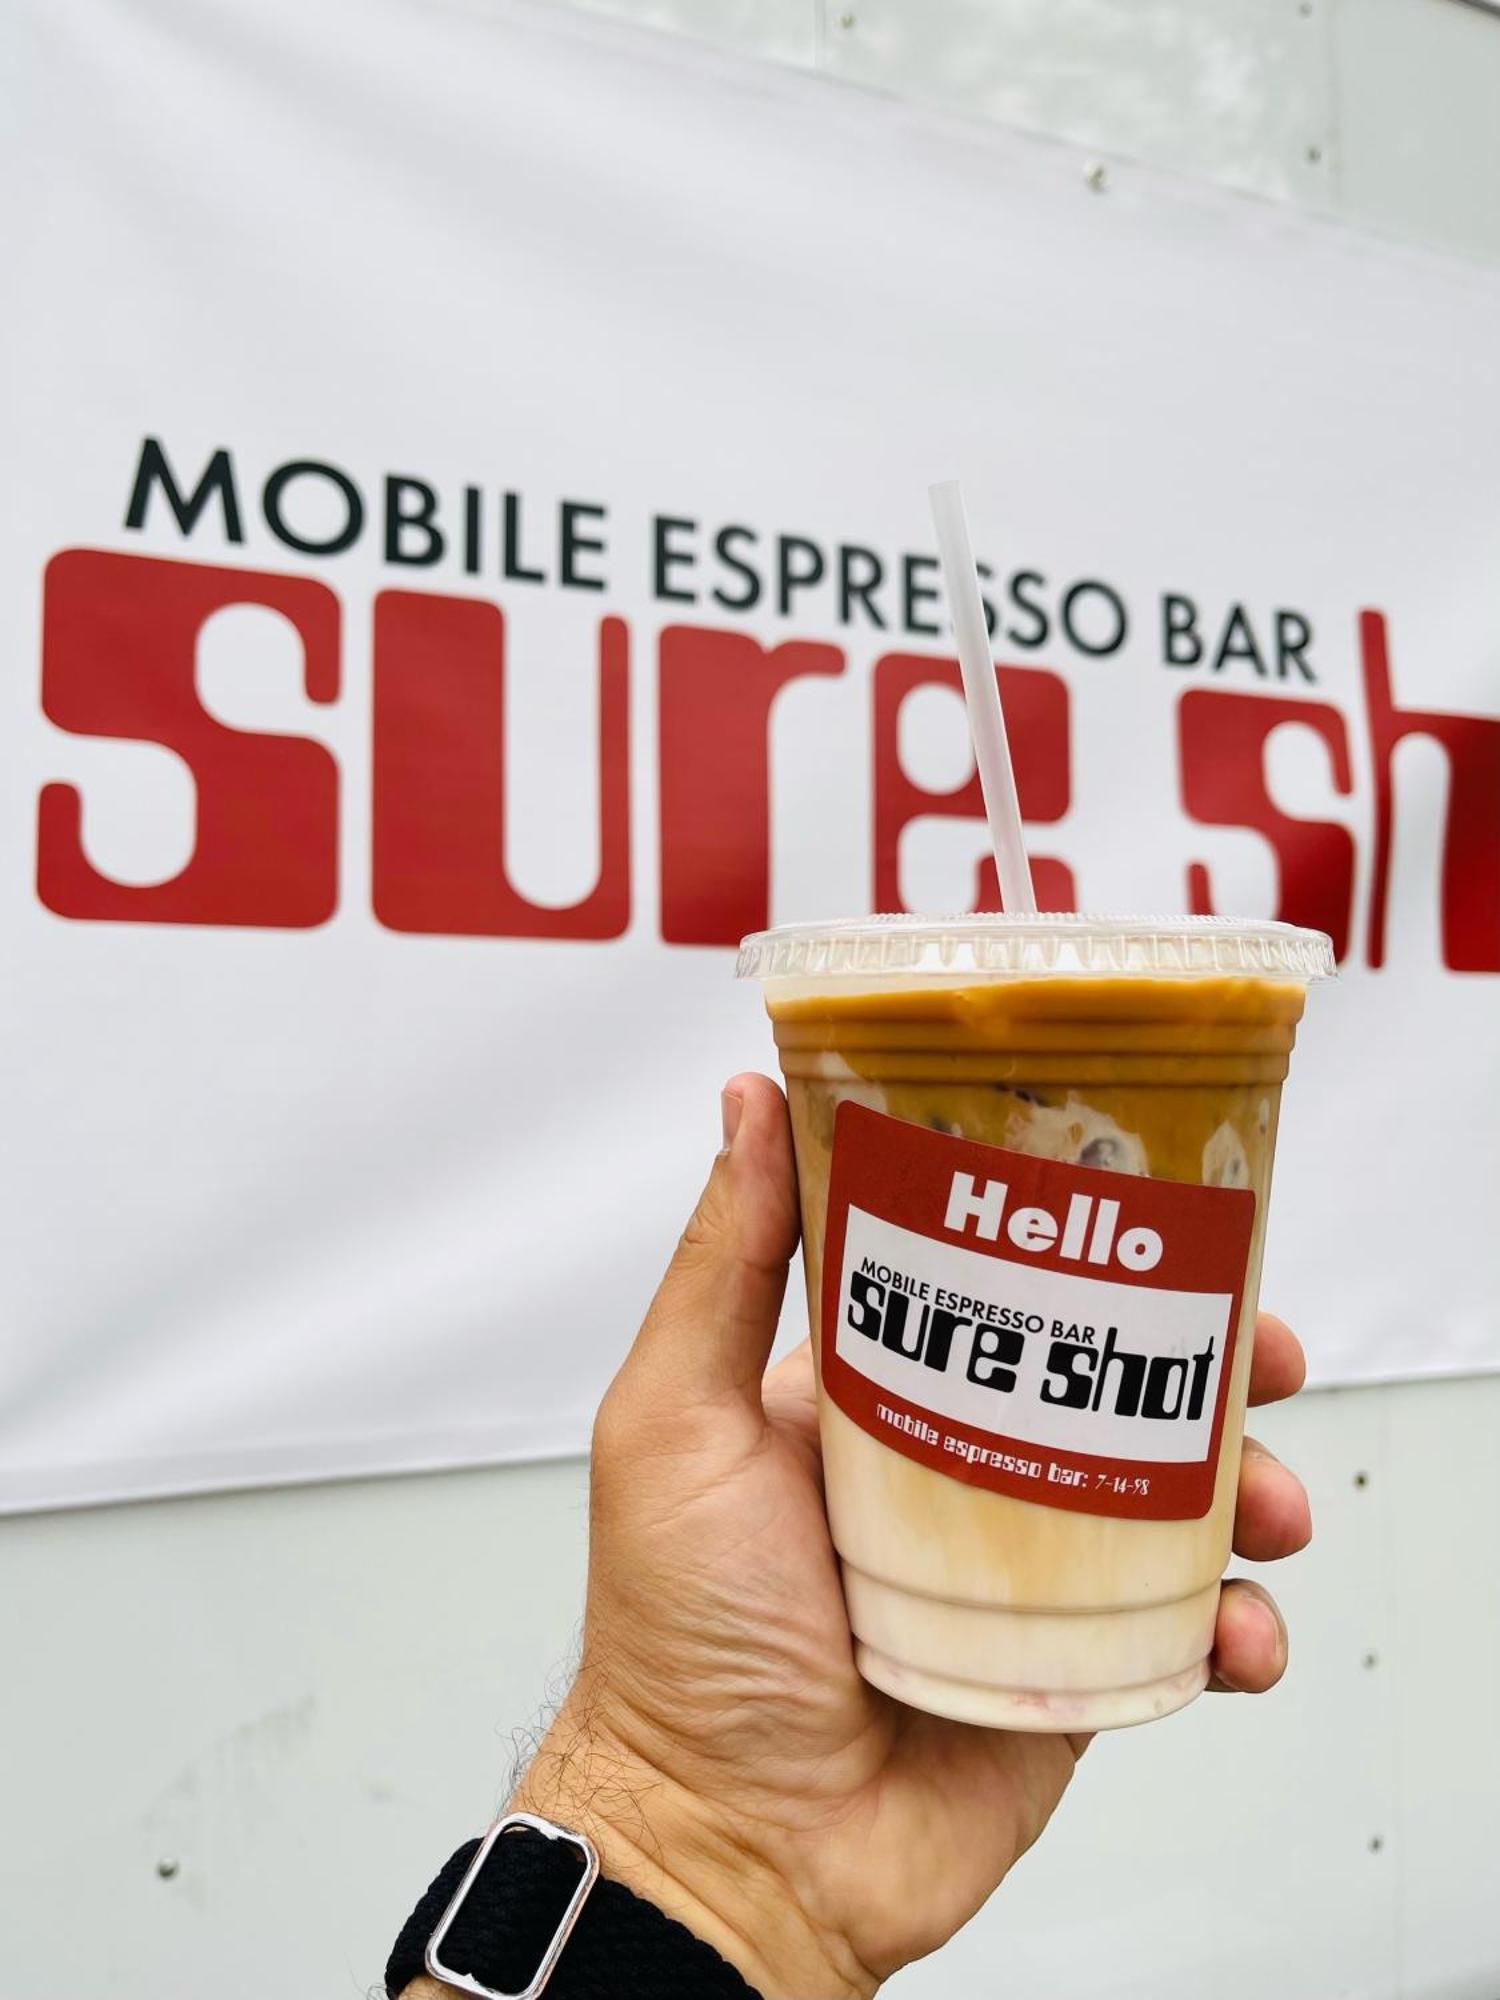 MOBILE ESPRESSO BAR
sure sh
Hello
MOBILE ESPRESSO BAR
sure shot
mobile espresso bar: 7-14-98